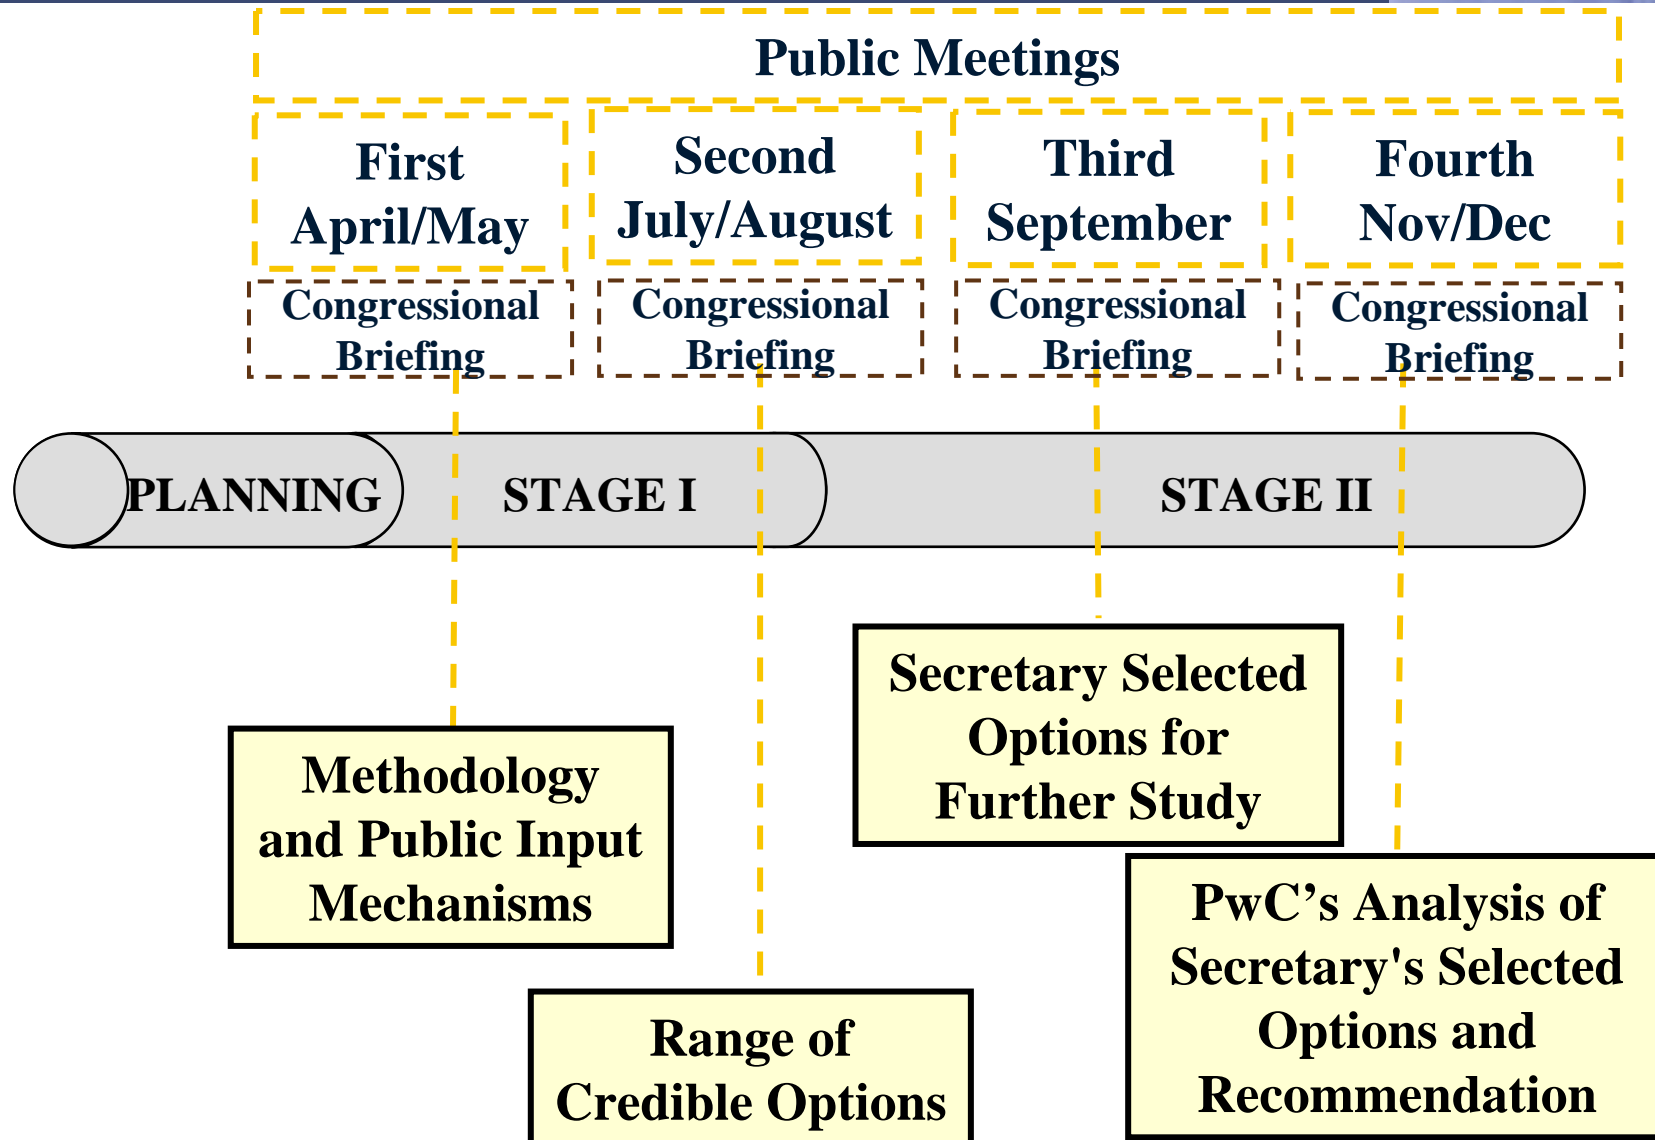 Public Meetings
First
April/May
Second
July/August
Third
September
Fourth
Nov/Dec
Congressional
Briefing
Congressional
Briefing
Congressional
Briefing
Congressional
Briefing
PLANNING
STAGE I
STAGE II
Methodology
and Public Input
Mechanisms
Range of
Credible Options
Secretary Selected
Options for
Further Study
PwC’s Analysis of
Secretary's Selected
Options and
Recommendation